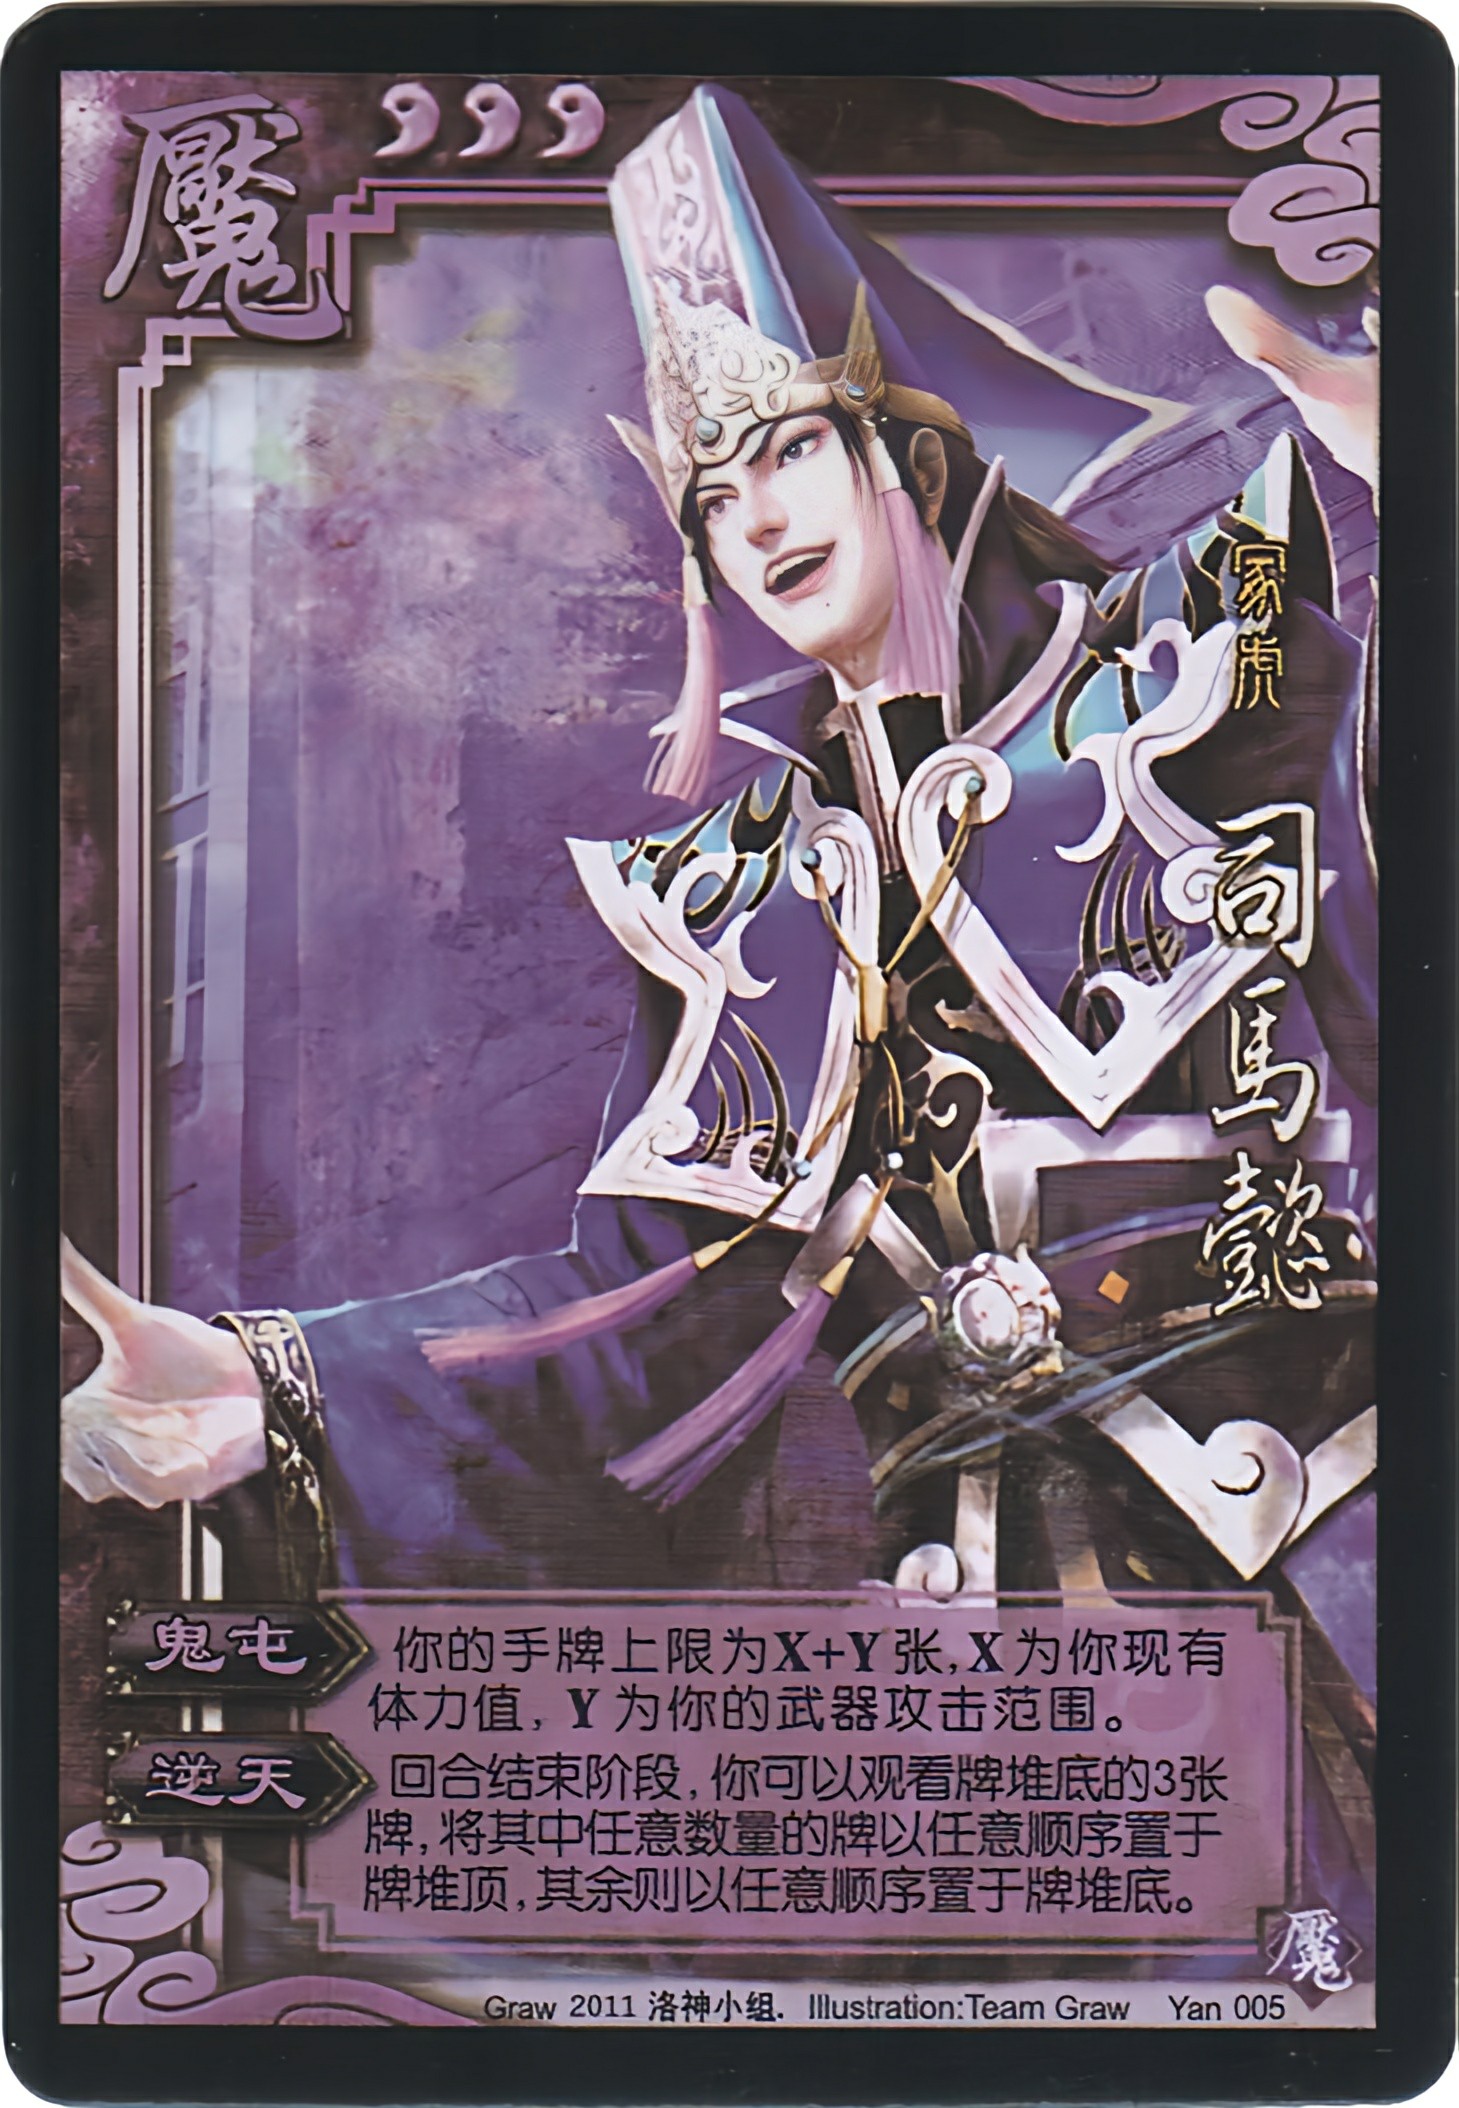 魘
冢虎
司馬懿
鬼屯
你的手牌上限为X+Y张,X为你现有
体力值，Y为你的武器攻击范围。
逆天
回合结束阶段,你可以观看牌堆底的3张
牌,将其中任意数量的牌以任意顺序置于
牌堆顶,其余则以任意顺序置于牌堆底。
魘
Graw 2011 洛神小组. Illustration:Team Graw Yan 005